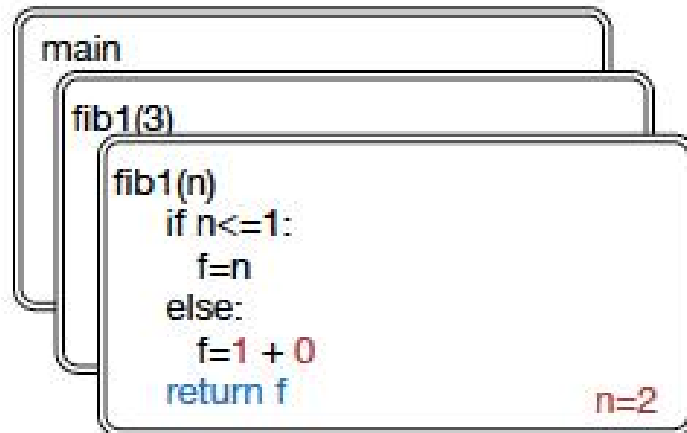 main
fib1(3)
fib1(n)
if n<=1:
f=n
else:
f=1 + 0
return f
n=2